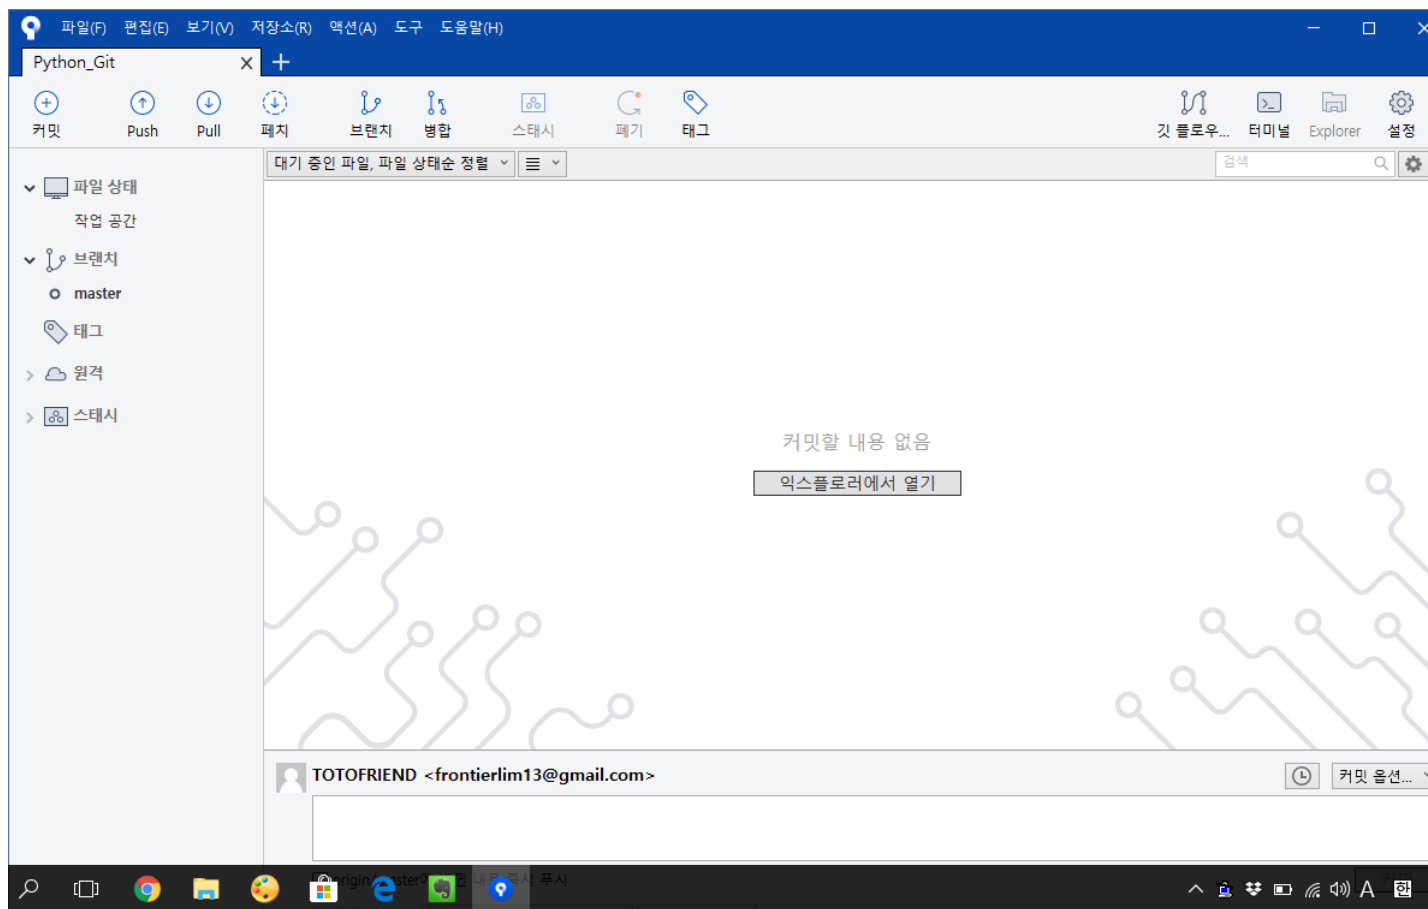 파일(F) 편집(E) 보기(V) 저장소(R) 액션(A) 도구 도움말(H)
Python_Git
커밋 Push Pull 페치 브랜치 병합 스태시 폐기 태그 깃 플로우... 터미널 Explorer 설정
대기 중인 파일, 파일 상태순 정렬 검색
파일 상태
작업 공간
브랜치
master
태그
원격
스태시
커밋할 내용 없음
익스플로러에서 열기
TOTOFRIEND <frontierlim13@gmail.com>
커밋 옵션...
푸시
A 한